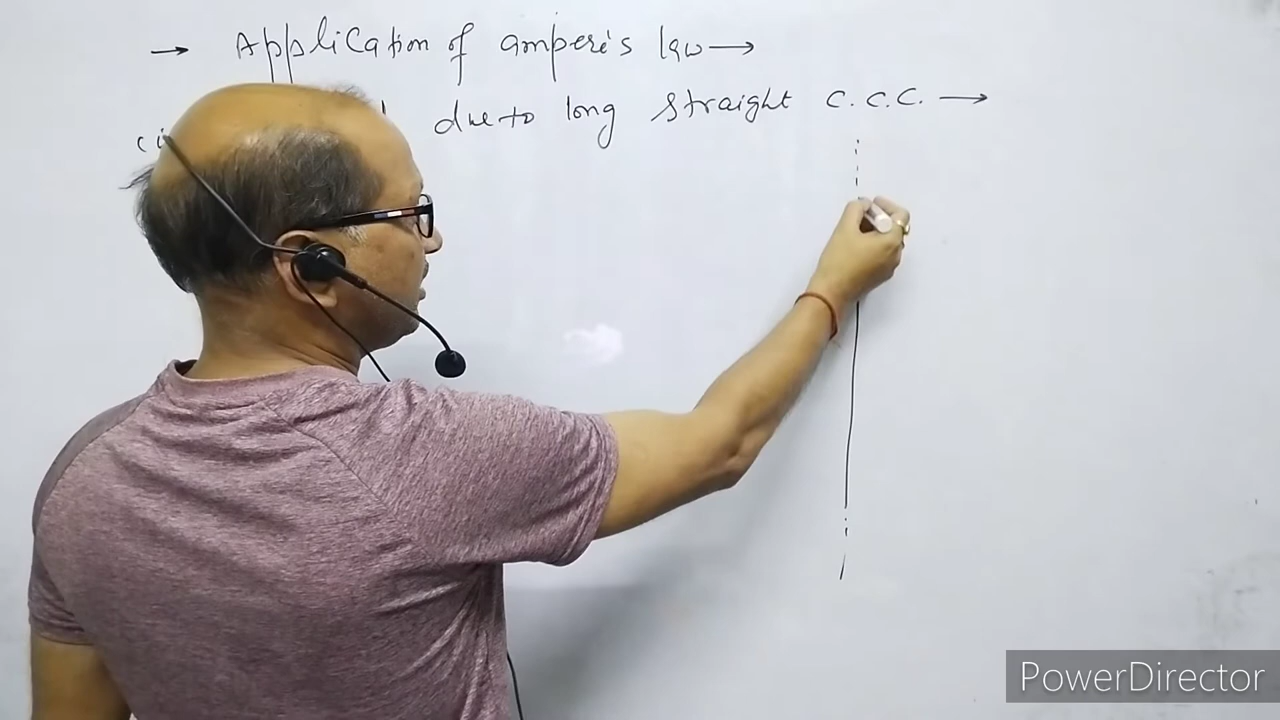 → Application of ampere's law →
(i due to long straight C.C.C. →
PowerDirector